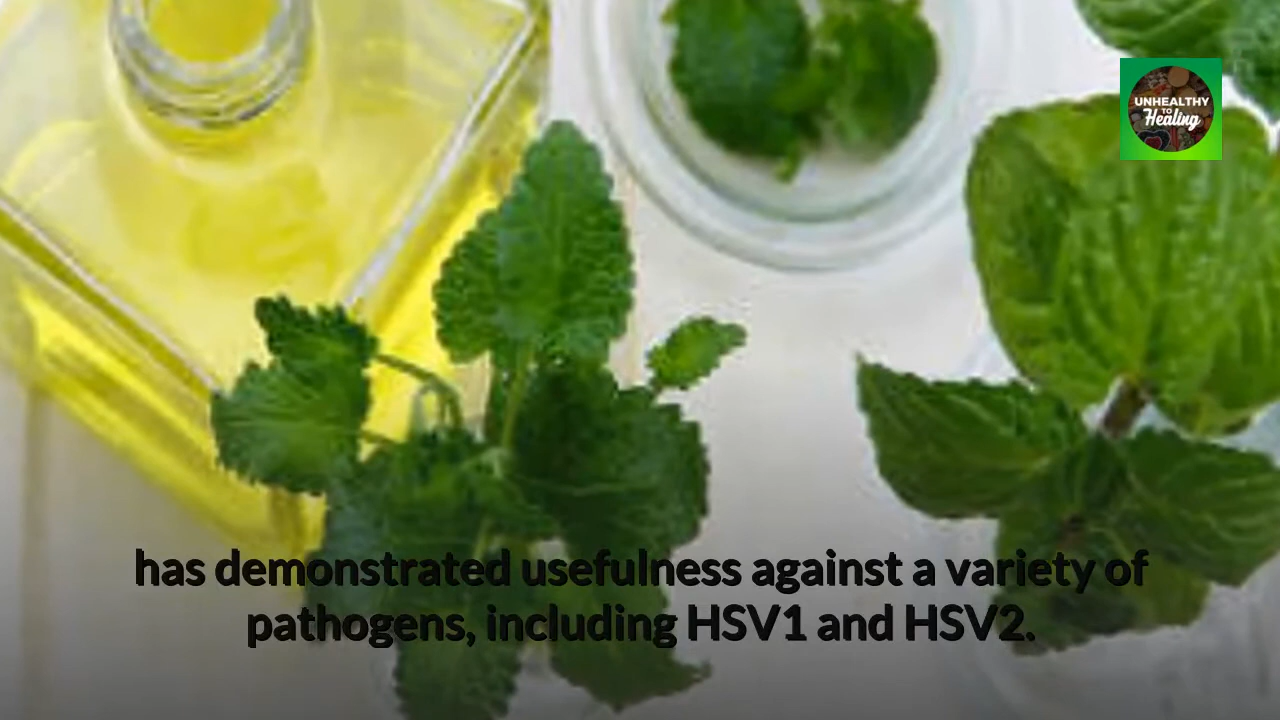 UNHEALTHY
TO
Healing
has demonstrated usefulness against a variety of
pathogens, including HSV1 and HSV2.